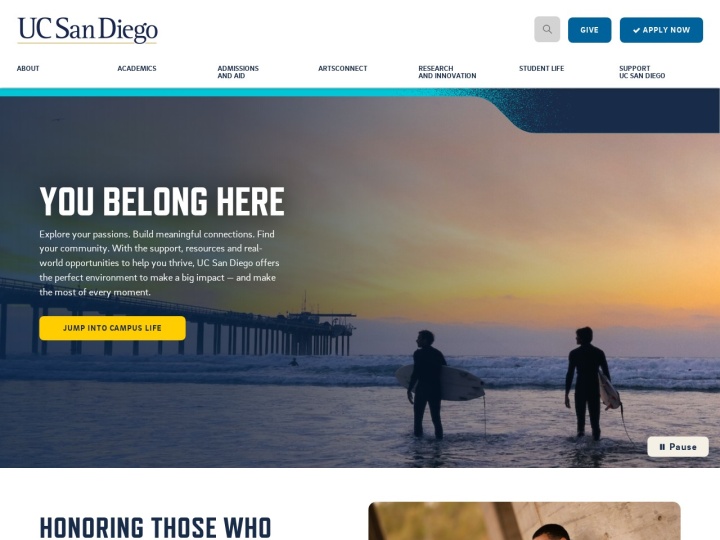 UC San Diego
GIVE
APPLY NOW
ABOUT
ACADEMICS
ADMISSIONS
AND AID
ARTSCONNECT
RESEARCH
AND INNOVATION
STUDENT LIFE
SUPPORT
UC SAN DIEGO
YOU BELONG HERE
Explore your passions. Build meaningful connections. Find
your community. With the support, resources and real-
world opportunities to help you thrive, UC San Diego offers
the perfect environment to make a big impact — and make
the most of every moment.
JUMP INTO CAMPUS LIFE
Pause
HONORING THOSE WHO